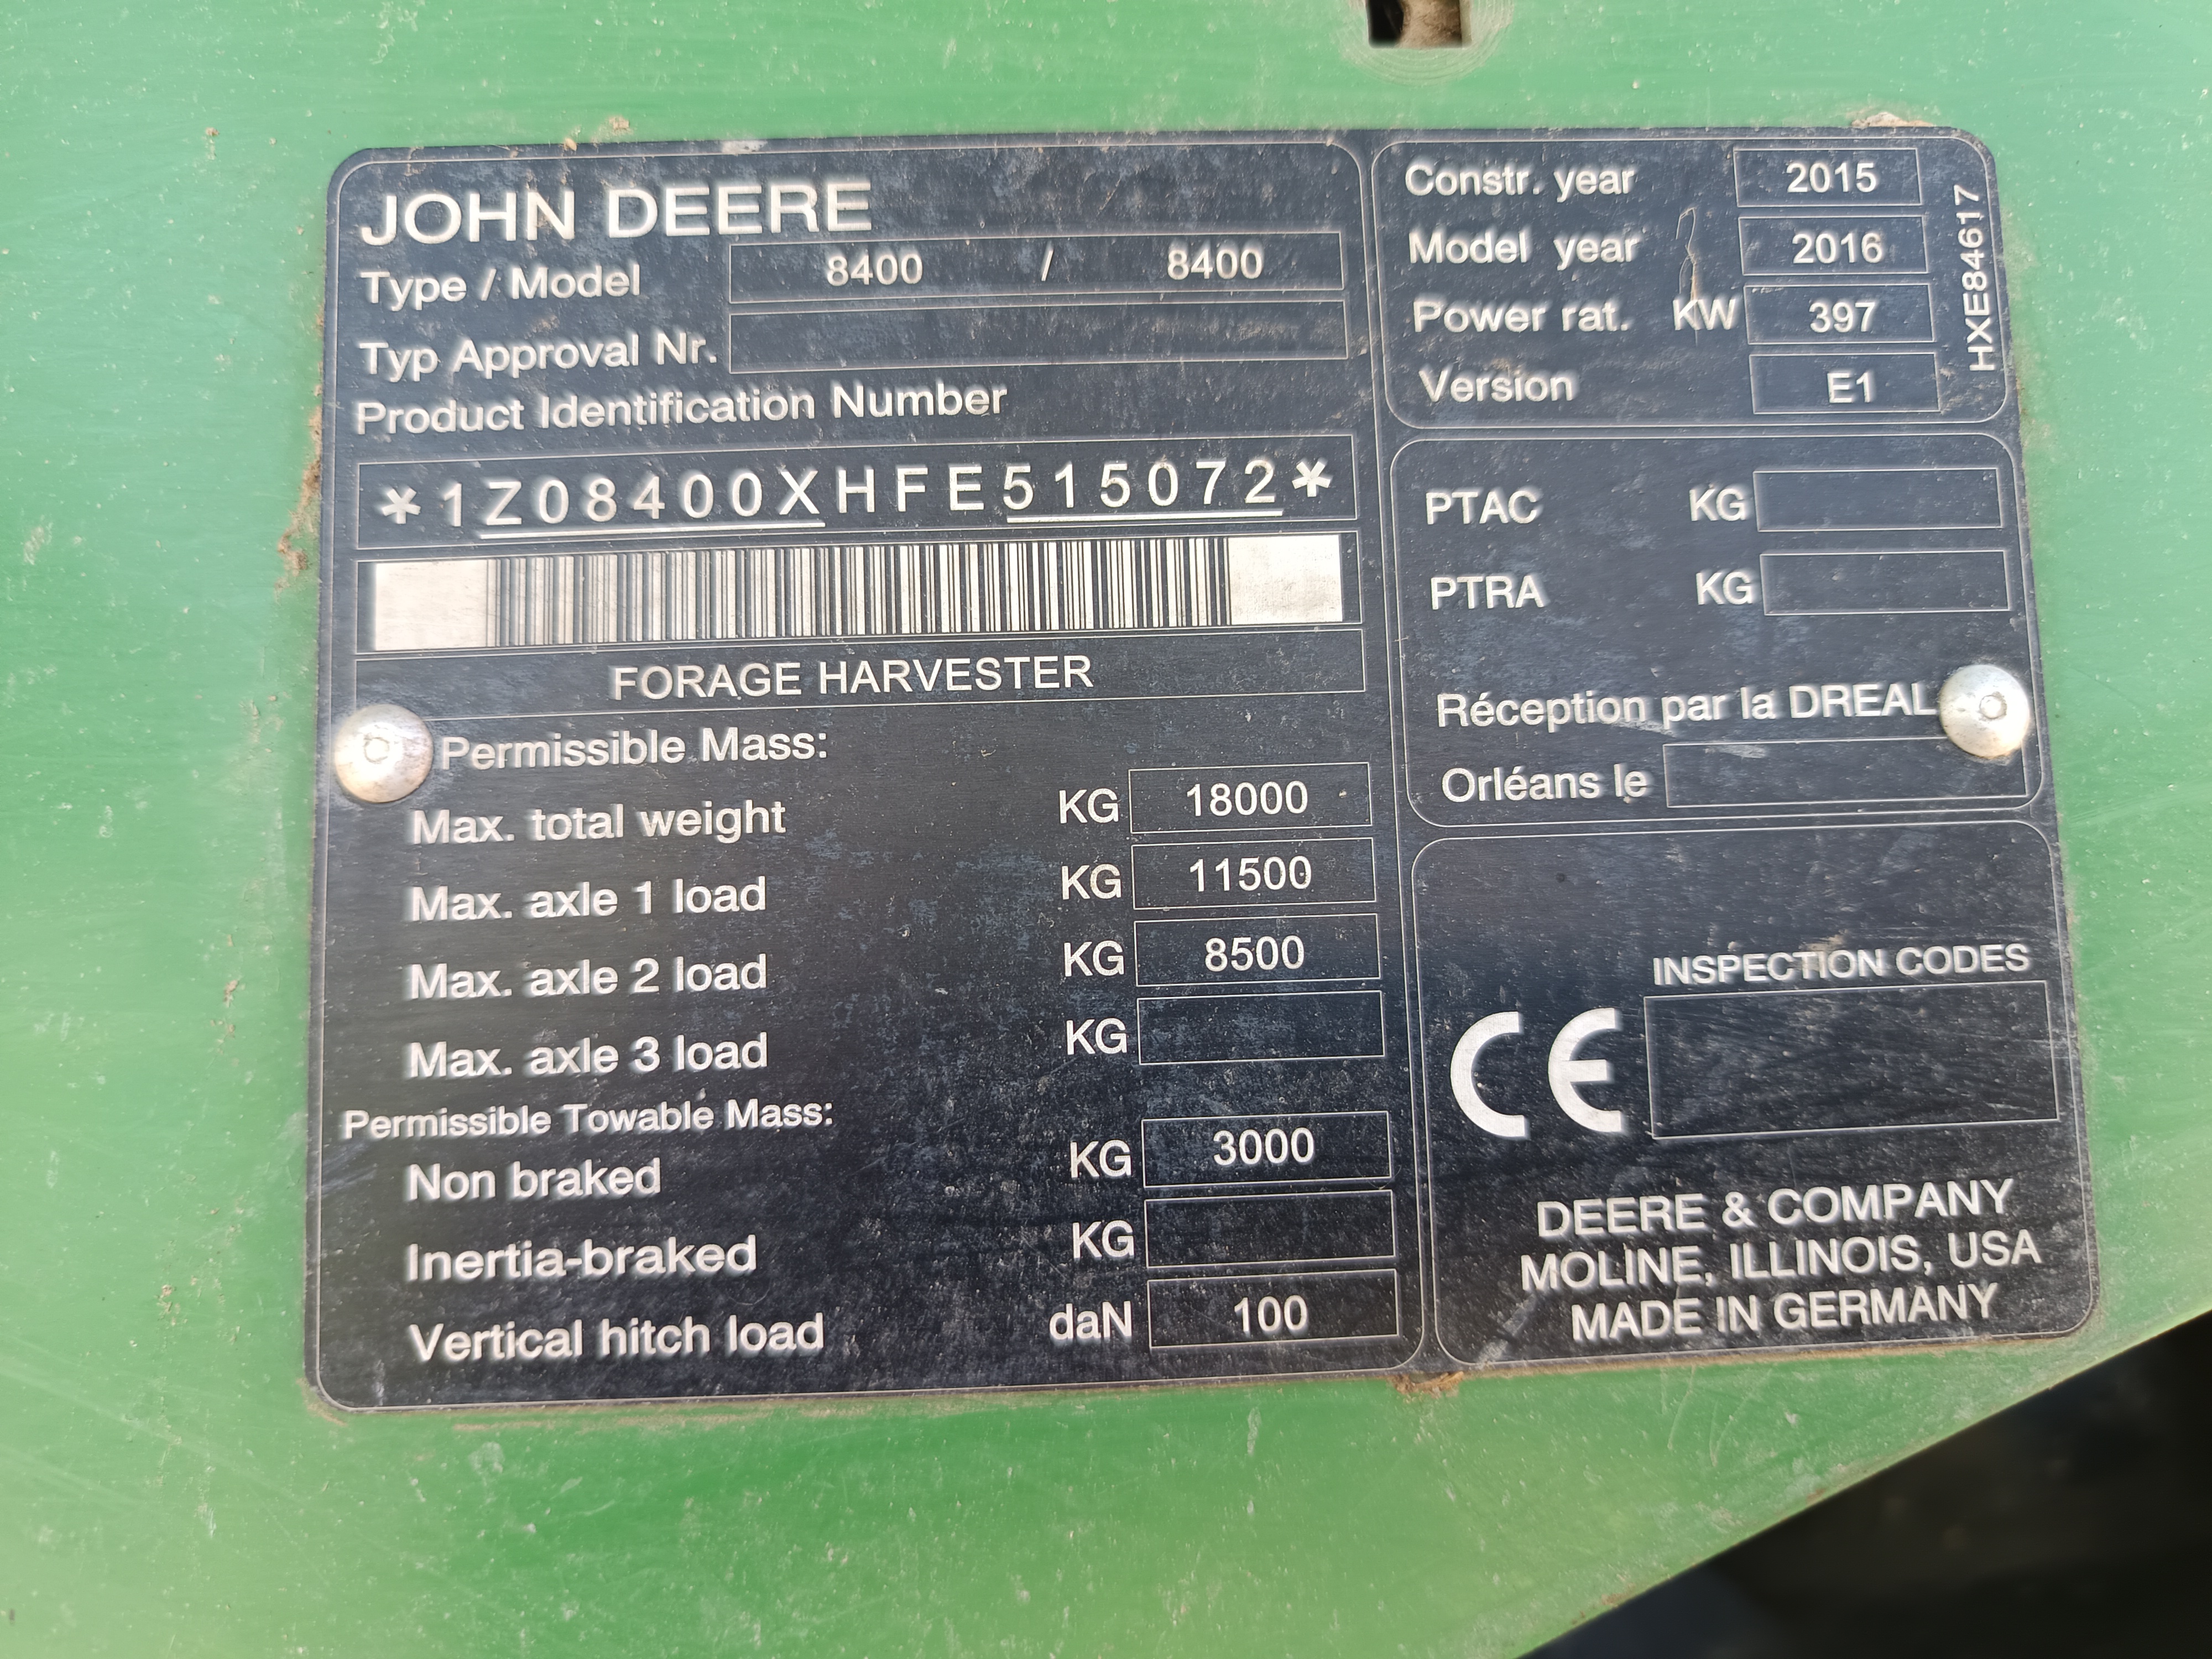 JOHN DEERE
Type / Model 8400 / 8400
Typ Approval Nr.
Product Identification Number
*1Z08400XHFE515072*
FORAGE HARVESTER
Permissible Mass:
Max. total weight KG 18000
Max. axle 1 load KG 11500
Max. axle 2 load KG 8500
Max. axle 3 load KG
Permissible Towable Mass:
Non braked KG 3000
Inertia-braked KG
Vertical hitch load daN 100
Constr. year 2015
Model year 2016
Power rat. KW 397
Version E1
HXE84617
PTAC KG
PTRA KG
Réception par la DREAL
Orléans le
INSPECTION CODES
CE
DEERE & COMPANY
MOLINE, ILLINOIS, USA
MADE IN GERMANY